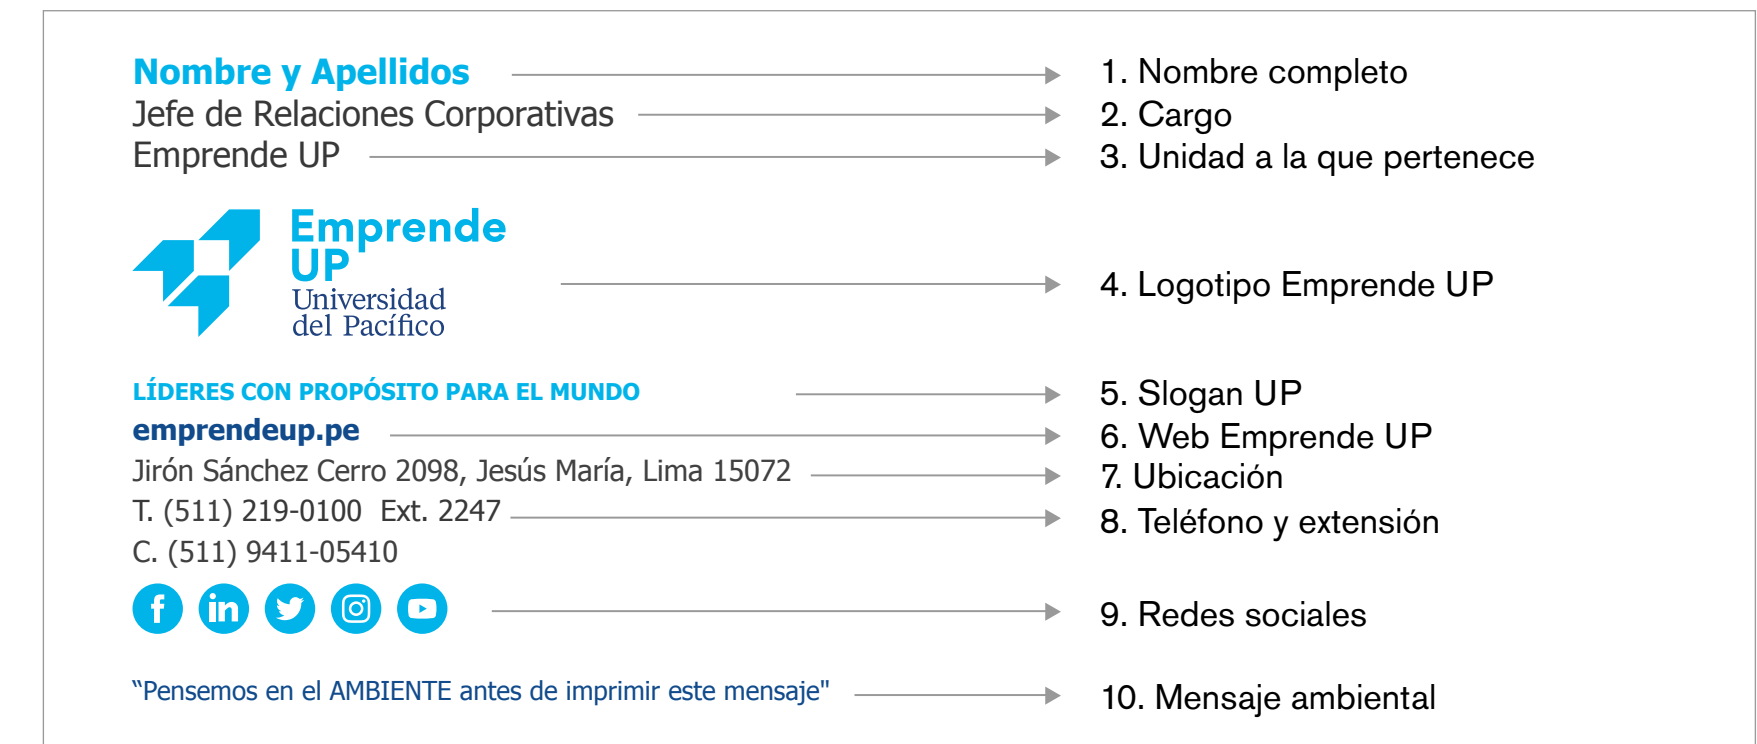 Nombre y Apellidos 1. Nombre completo
Jefe de Relaciones Corporativas 2. Cargo
Emprende UP 3. Unidad a la que pertenece
Emprende
UP
Universidad
del Pacífico
4. Logotipo Emprende UP
LÍDERES CON PROPÓSITO PARA EL MUNDO 5. Slogan UP
emprendeup.pe 6. Web Emprende UP
Jirón Sánchez Cerro 2098, Jesús María, Lima 15072 7. Ubicación
T. (511) 219-0100 Ext. 2247 8. Teléfono y extensión
C. (511) 9411-05410
9. Redes sociales
“Pensemos en el AMBIENTE antes de imprimir este mensaje" 10. Mensaje ambiental